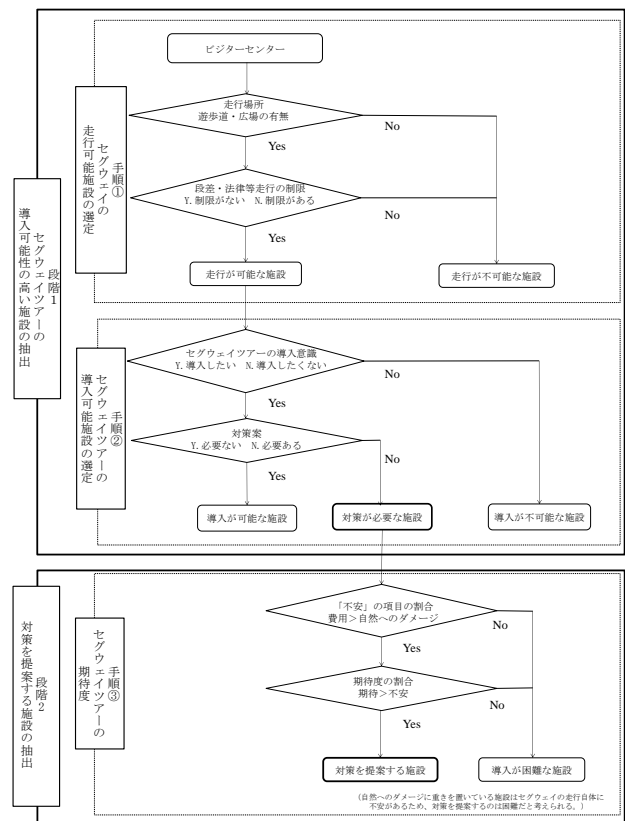 段階1
セグウェイツアーの
導入可能性の高い施設の抽出
手順①
セグウェイの
走行可能施設の選定
ビジターセンター
走行場所
遊歩道・広場の有無
No
Yes
段差・法律等走行の制限
Y.制限がない N.制限がある
No
Yes
走行が可能な施設
走行が不可能な施設
手順②
セグウェイツアーの
導入可能施設の選定
セグウェイツアーの導入意識
Y.導入したい N.導入したくない
No
Yes
対策案
Y.必要ない N.必要ある
No
Yes
導入が可能な施設
対策が必要な施設
導入が不可能な施設
段階2
対策を提案する施設の抽出
手順③
セグウェイツアーの
期待度
「不安」の項目の割合
費用＞自然へのダメージ
No
Yes
期待度の割合
期待＞不安
No
Yes
対策を提案する施設
導入が困難な施設
（自然へのダメージに重きを置いている施設はセグウェイの走行自体に
不安があるため、対策を提案するのは困難だと考えられる。）